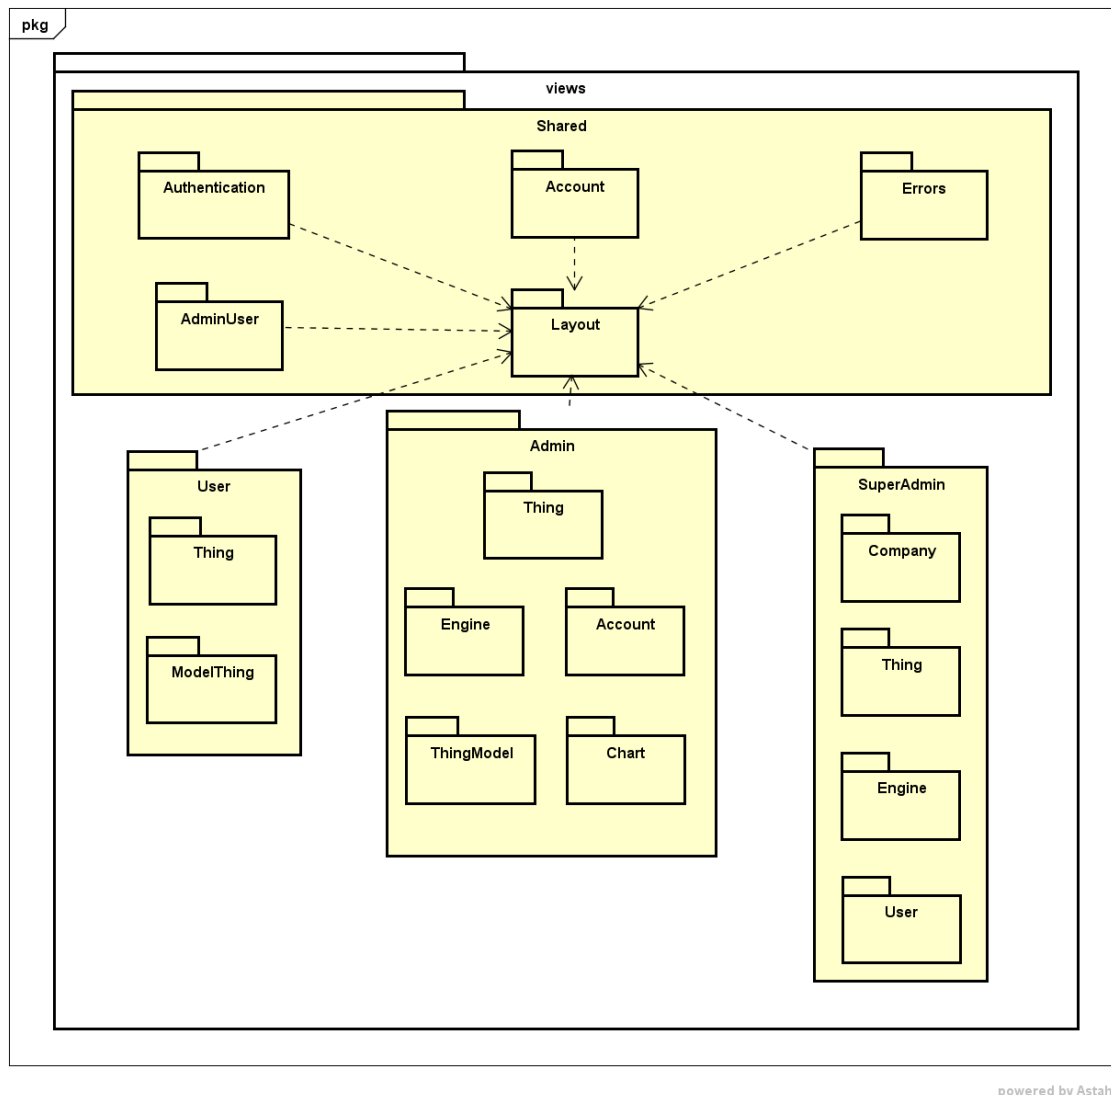 pkg
views
Shared
Authentication
Account
Errors
AdminUser
Layout
User
Thing
ModelThing
Admin
Thing
Engine
Account
ThingModel
Chart
SuperAdmin
Company
Thing
Engine
User
powered by Astah